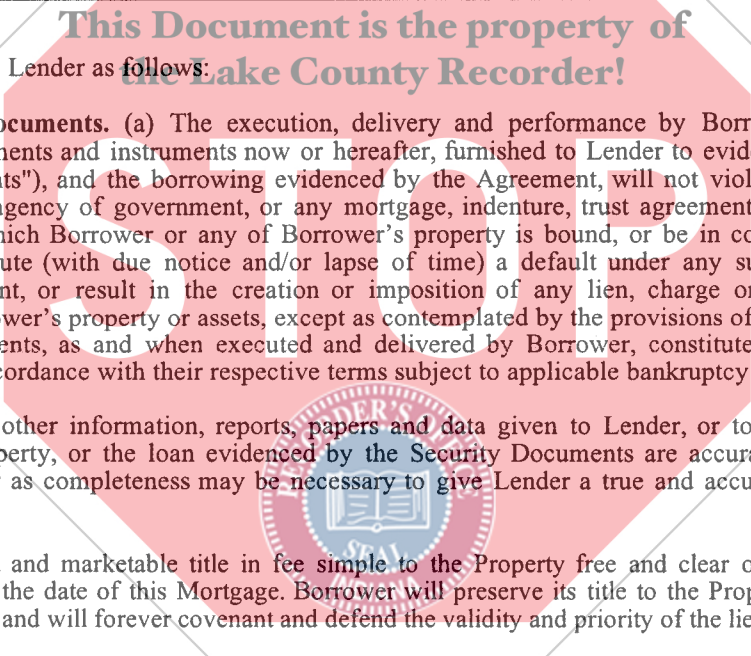 This Document is the property of
the Lake County Recorder!
Lender as follows:
ocuments. (a) The execution, delivery and performance by Borr
nents and instruments now or hereafter, furnished to Lender to evide
ts"), and the borrowing evidenced by the Agreement, will not viol
agency of government, or any mortgage, indenture, trust agreement
hich Borrower or any of Borrower's property is bound, or be in co
ute (with due notice and/or lapse of time) a default under any su
nt, or result in the creation or imposition of any lien, charge or
ower's property or assets, except as contemplated by the provisions of
ents, as and when executed and delivered by Borrower, constitute
cordance with their respective terms subject to applicable bankruptcy
STOP
other information, reports, papers and data given to Lender, or to
perty, or the loan evidenced by the Security Documents are accura
as completeness may be necessary to give Lender a true and accu
RECORDER'S OFFICE
SEAL
INDIANA
and marketable title in fee simple to the Property free and clear o
the date of this Mortgage. Borrower will preserve its title to the Prop
and will forever covenant and defend the validity and priority of the lie